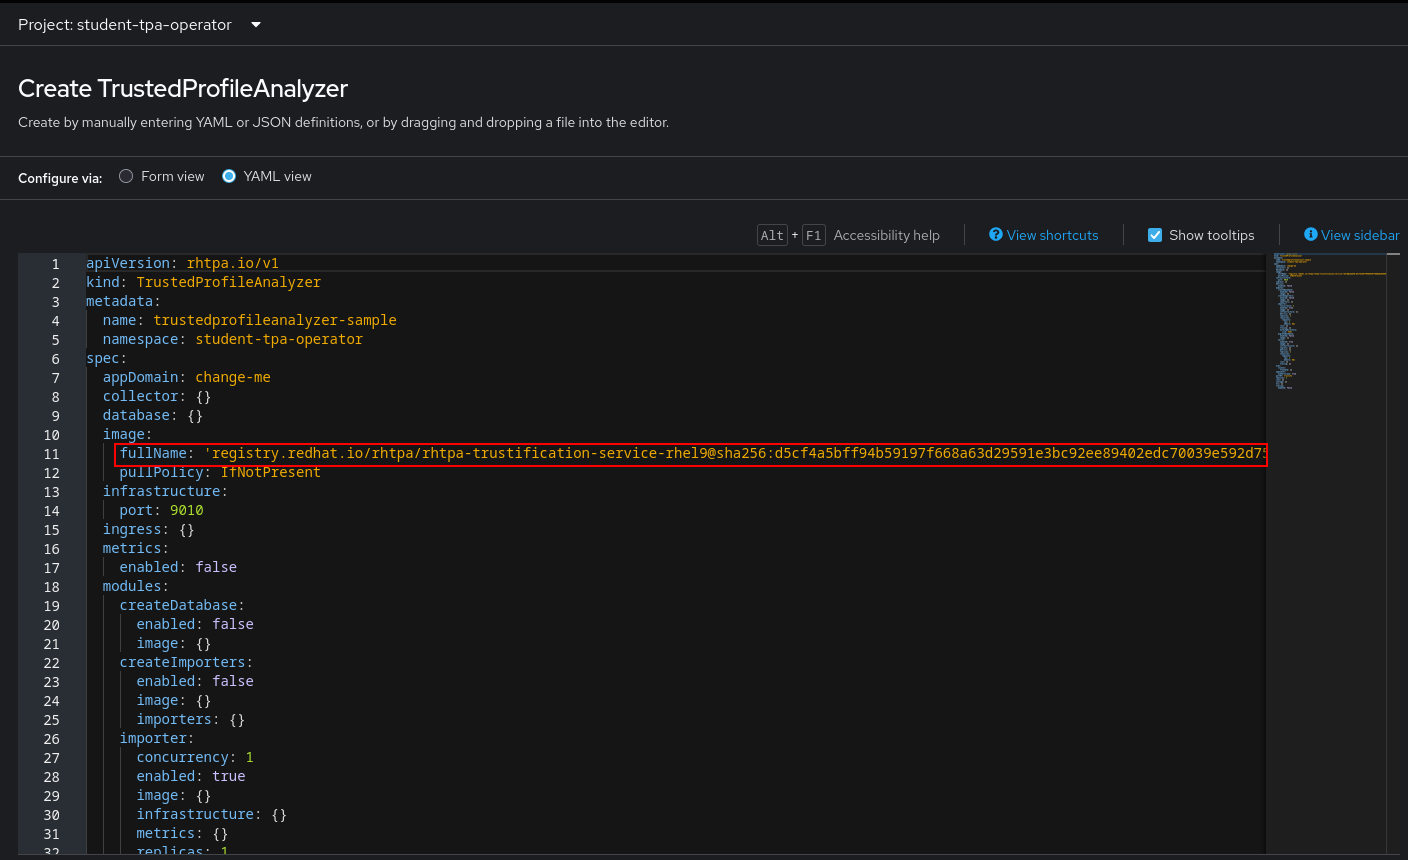 Project: student-tpa-operator
Create TrustedProfileAnalyzer
Create by manually entering YAML or JSON definitions, or by dragging and dropping a file into the editor.
Configure via: Form view YAML view
Alt + F1 Accessibility help View shortcuts Show tooltips View sidebar
1 apiVersion: rhtpa.io/v1
2 kind: TrustedProfileAnalyzer
3 metadata:
4 name: trustedprofileanalyzer-sample
5 namespace: student-tpa-operator
6 spec:
7 appDomain: change-me
8 collector: {}
9 database: {}
10 image:
11 fullName: 'registry.redhat.io/rhtpa/rhtpa-trustification-service-rhel9@sha256:d5cf4a5bff94b59197f668a63d29591e3bc92ee89402edc70039e592d75
12 pullPolicy: IfNotPresent
13 infrastructure:
14 port: 9010
15 ingress: {}
16 metrics:
17 enabled: false
18 modules:
19 createDatabase:
20 enabled: false
21 image: {}
22 createImporters:
23 enabled: false
24 image: {}
25 importers: {}
26 importer:
27 concurrency: 1
28 enabled: true
29 image: {}
30 infrastructure: {}
31 metrics: {}
32 replicas: 1